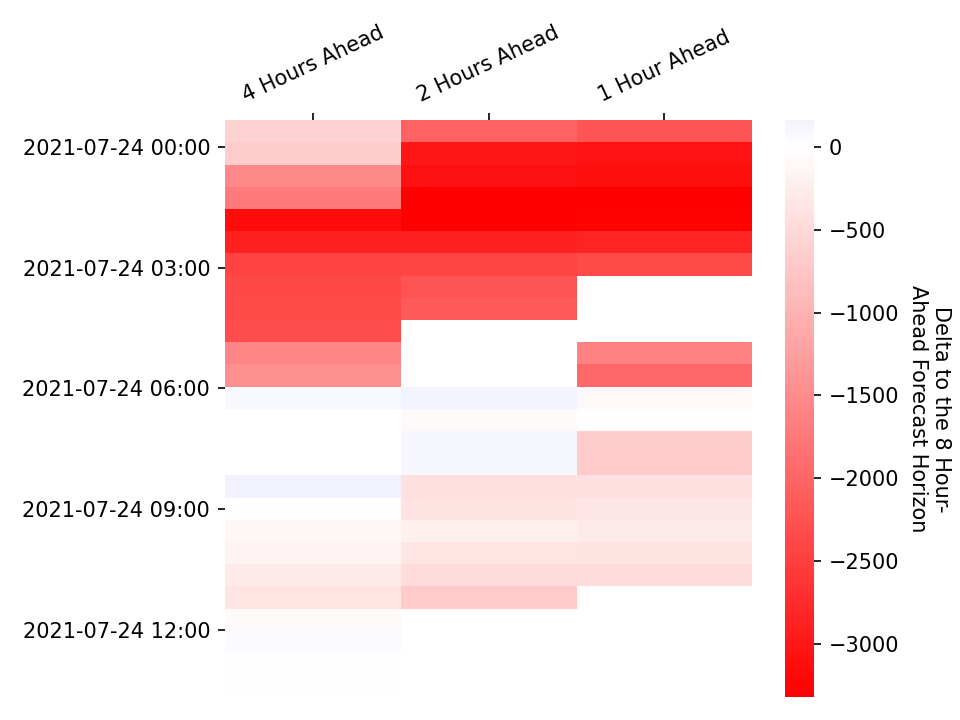 4 Hours Ahead
2 Hours Ahead
1 Hour Ahead
2021-07-24 00:00
2021-07-24 03:00
2021-07-24 06:00
2021-07-24 09:00
2021-07-24 12:00
0
−500
−1000
−1500
−2000
−2500
−3000
Delta to the 8 Hour-
Ahead Forecast Horizon